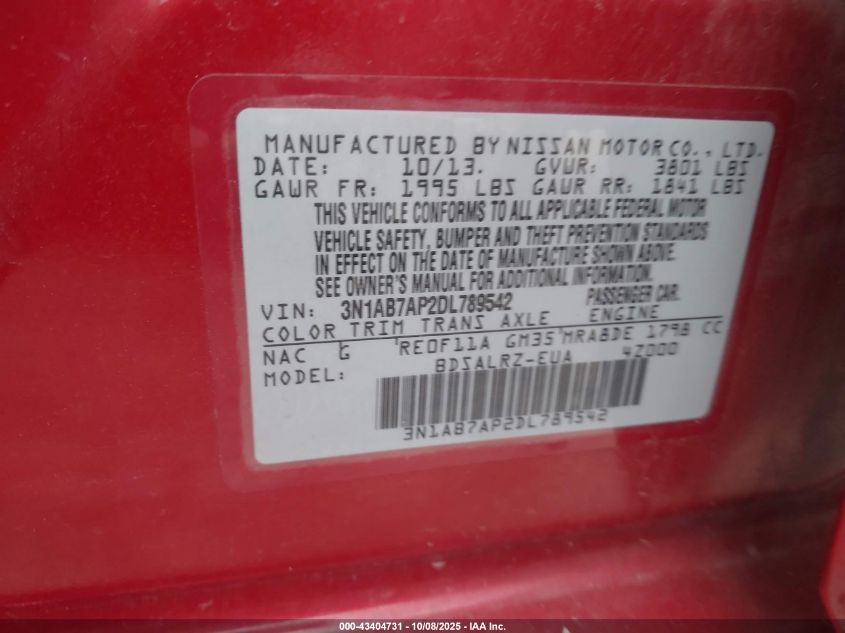 MANUFACTURED BY NISSAN MOTOR CO., LTD.
DATE: 10/13. GVWR: 3801 LBS
GAWR FR: 1995 LBS GAWR RR: 1841 LBS
THIS VEHICLE CONFORMS TO ALL APPLICABLE FEDERAL MOTOR
VEHICLE SAFETY, BUMPER AND THEFT PREVENTION STANDARDS
IN EFFECT ON THE DATE OF MANUFACTURE SHOWN ABOVE.
SEE OWNER'S MANUAL FOR ADDITIONAL INFORMATION.
VIN: 3N1AB7AP2DL789542 PASSENGER CAR.
COLOR TRIM TRANS AXLE ENGINE
NAC G RE0F11A GM35 MRA8DE 1798 CC
MODEL: BDSALRZ-EUA 4Z000
3N1AB7AP2DL789542
000-43404731 - 10/08/2025 - IAA Inc.